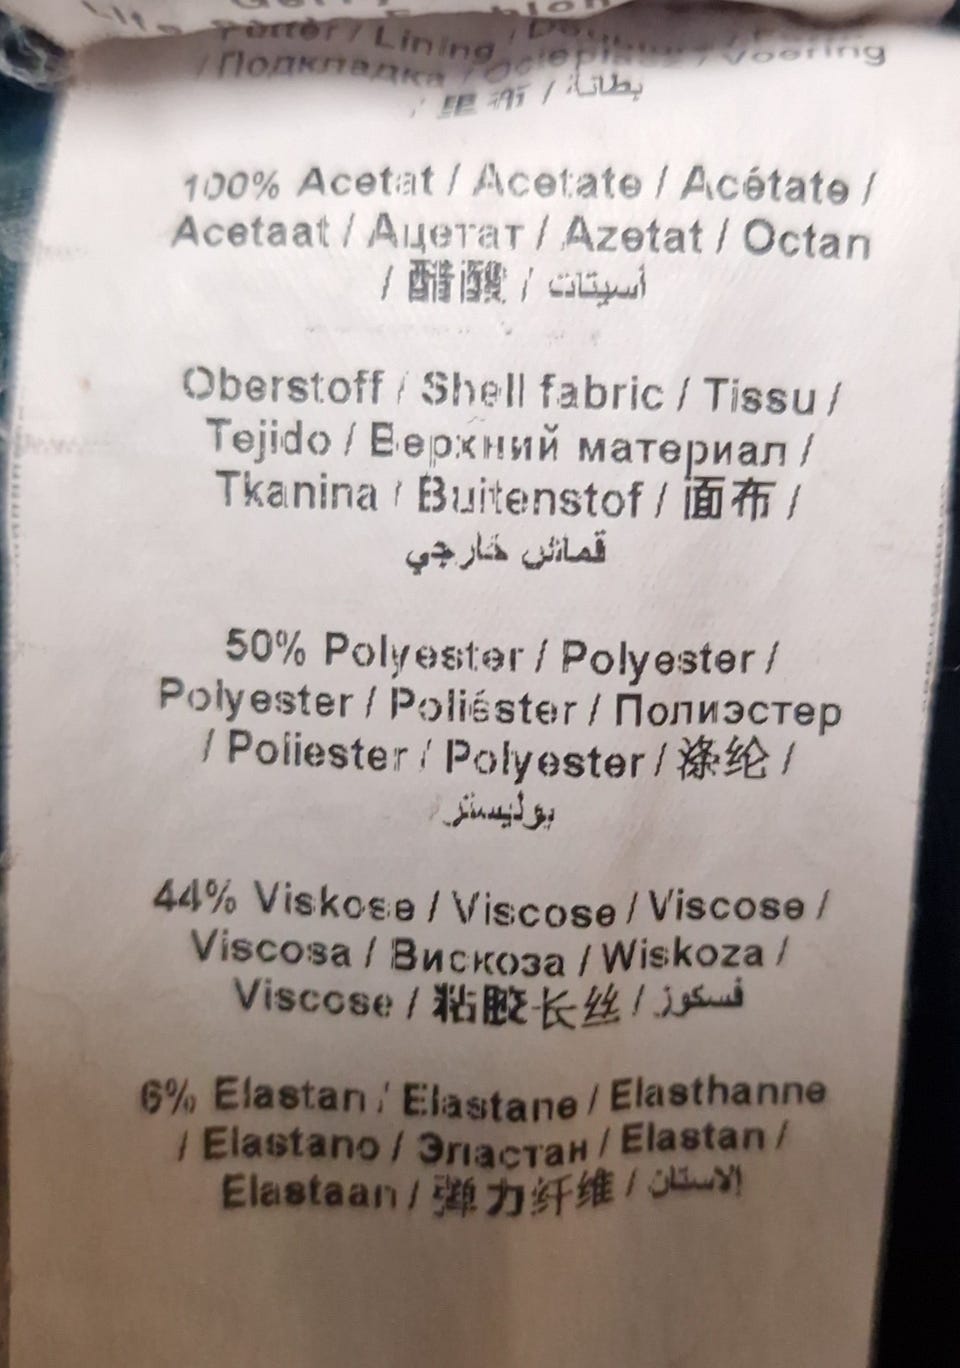 Futter / Lining /
/ Подкладка / / Voering
/ 里衬 / بطانة
100% Acetat / Acetate / Acétate /
Acetaat / Ацетат / Azetat / Octan
/ 醋酸 / أسيتات
Oberstoff / Shell fabric / Tissu /
Tejido / Верхний материал /
Tkanina / Buitenstof / 面布 /
قماش خارجي
50% Polyester / Polyester /
Polyester / Poliéster / Полиэстер
/ Poliester / Polyester / 涤纶 /
بوليستر
44% Viskose / Viscose / Viscose /
Viscosa / Вискоза / Wiskoza /
Viscose / 粘胶长丝 / فسكوز
6% Elastan / Elastane / Elasthanne
/ Elastano / Эластан / Elastan /
Elastaan / 弹力纤维 / الاستان